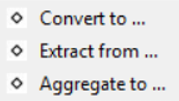 Convert to ...
Extract from ...
Aggregate to ...